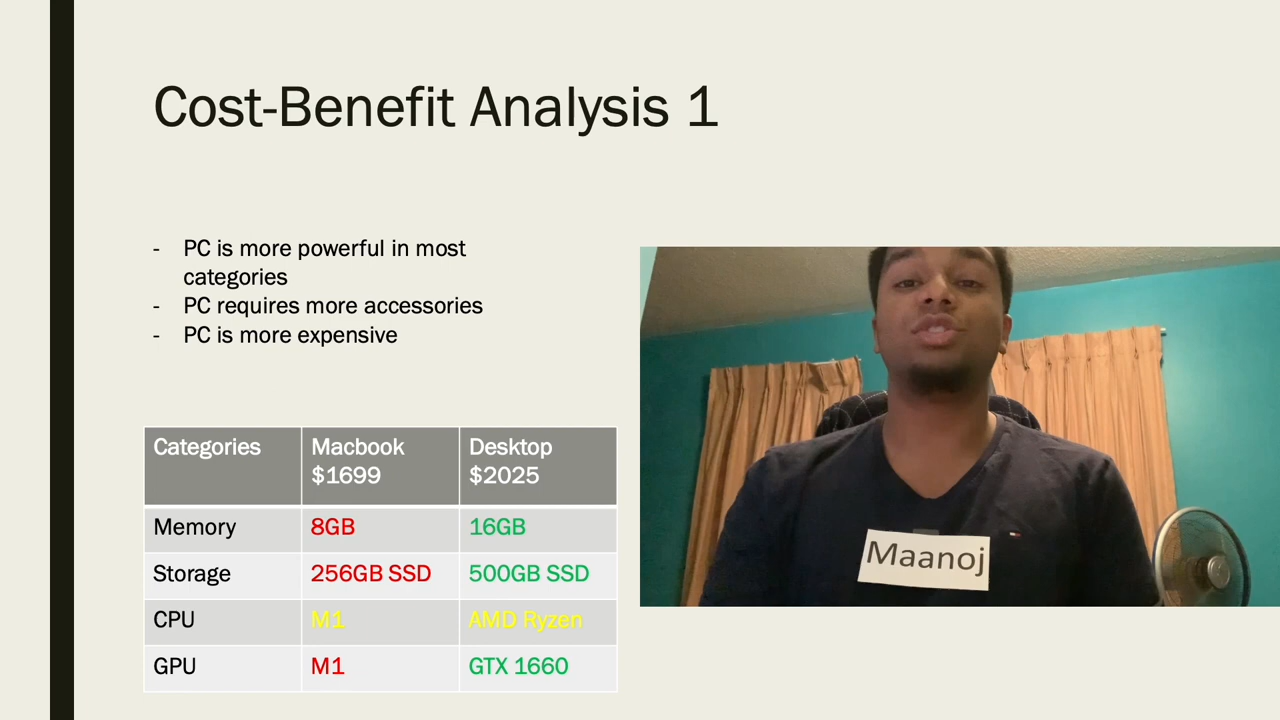 Cost-Benefit Analysis 1
- PC is more powerful in most
categories
- PC requires more accessories
- PC is more expensive
Categories Macbook Desktop
$1699 $2025
Memory 8GB 16GB
Storage 256GB SSD 500GB SSD
CPU M1 AMD Ryzen
GPU M1 GTX 1660
Maanoj